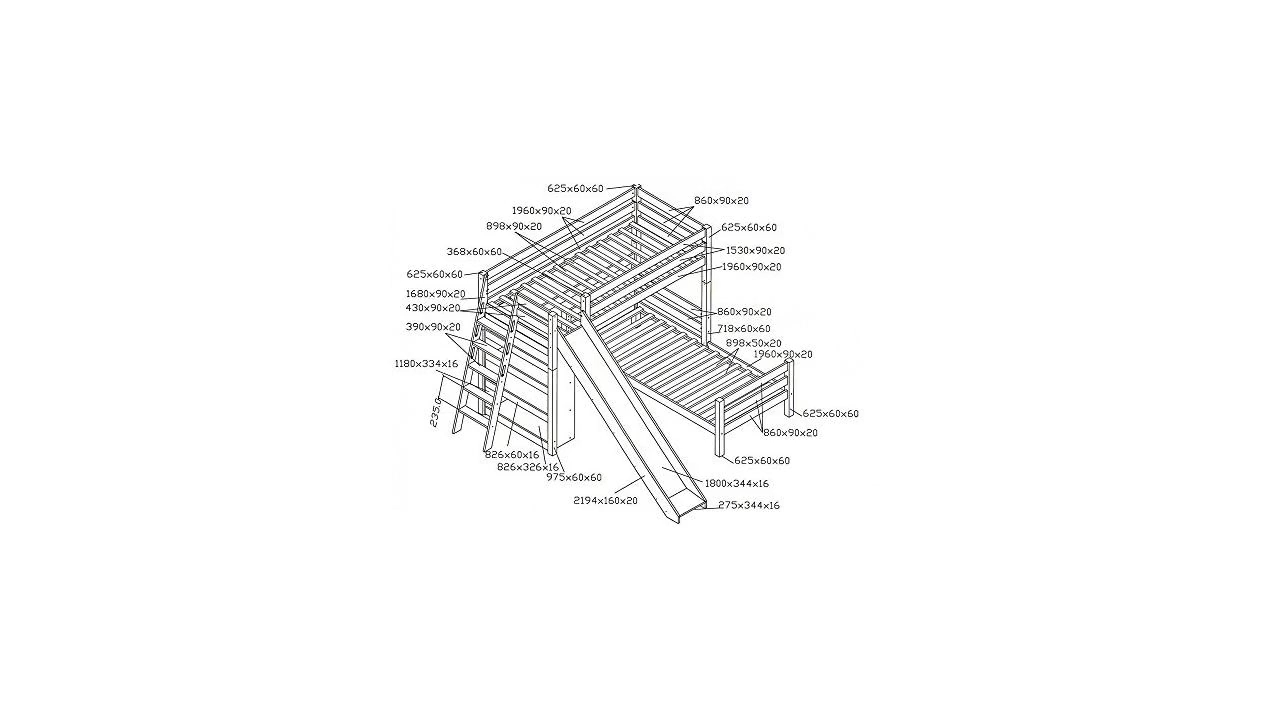 625x60x60
860x90x20
1960x90x20
898x90x20
625x60x60
368x60x60
1530x90x20
1960x90x20
625x60x60
1680x90x20
430x90x20
860x90x20
390x90x20
718x60x60
898x50x20
1960x90x20
1180x334x16
235.0
625x60x60
860x90x20
826x60x16
625x60x60
826x326x16
975x60x60
1800x344x16
2194x160x20
275x344x16